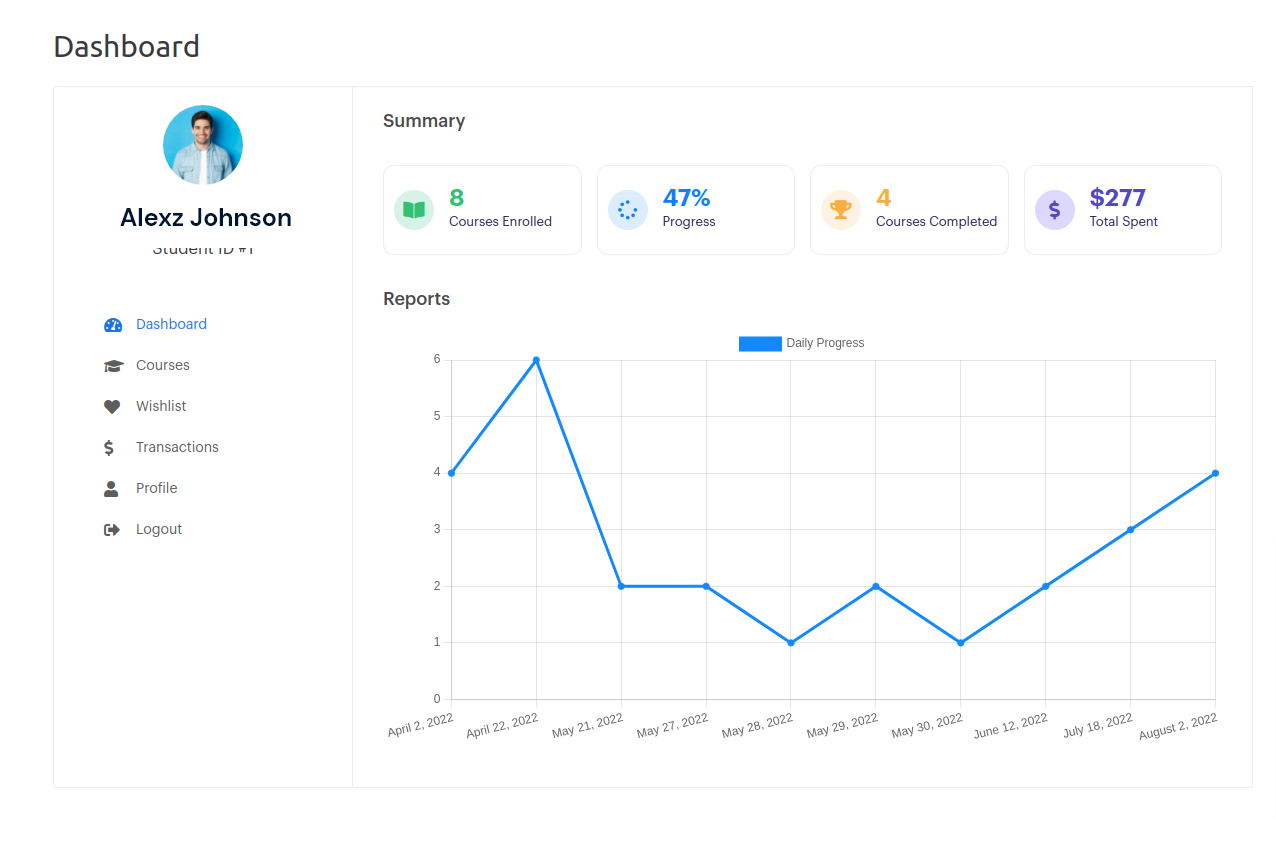 Dashboard
Alexz Johnson
Student ID #1
Dashboard
Courses
Wishlist
Transactions
Profile
Logout
Summary
8
Courses Enrolled
47%
Progress
4
Courses Completed
$277
Total Spent
Reports
Daily Progress
6
5
4
3
2
1
0
April 2, 2022
April 22, 2022
May 21, 2022
May 27, 2022
May 28, 2022
May 29, 2022
May 30, 2022
June 12, 2022
July 18, 2022
August 2, 2022